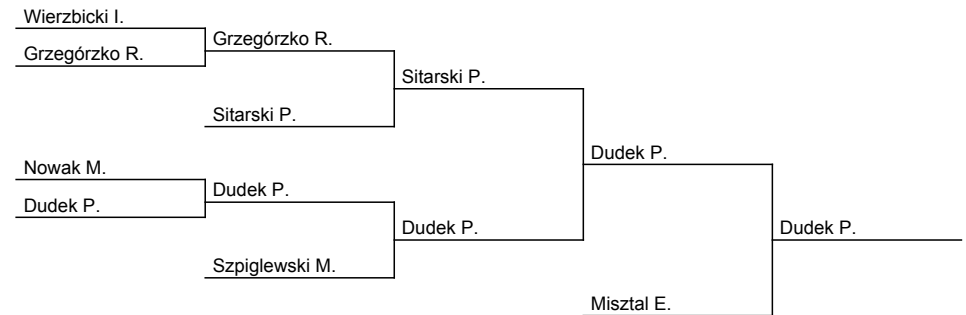 Wierzbicki I.
Grzegórzko R.
Grzegórzko R.
Sitarski P.
Sitarski P.
Nowak M.
Dudek P.
Dudek P.
Dudek P.
Dudek P.
Dudek P.
Szpiglewski M.
Misztal E.